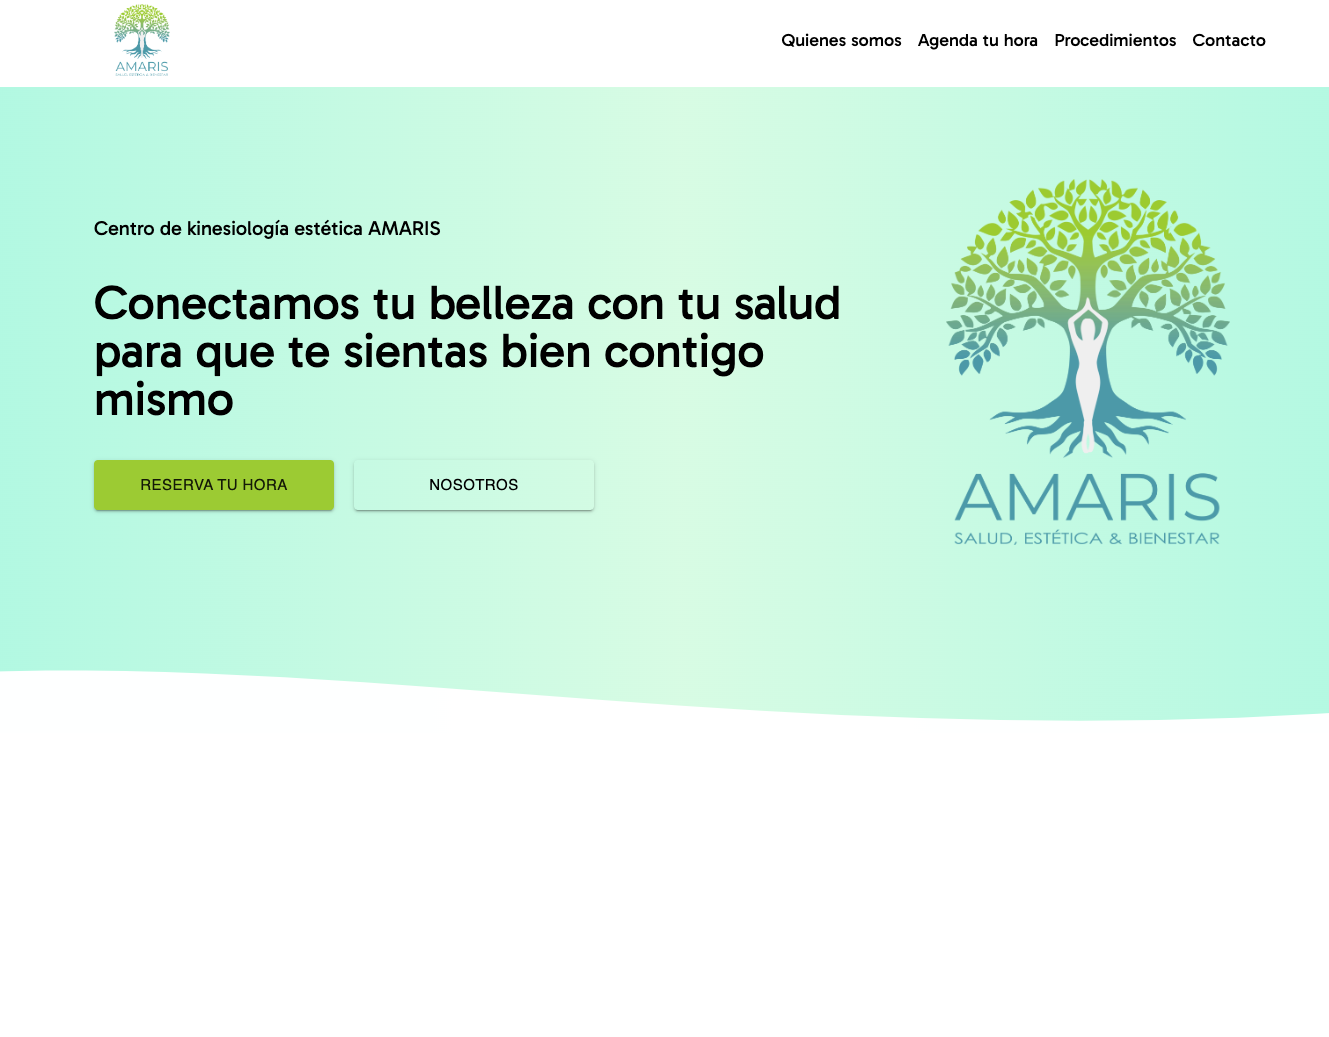 AMARIS
Quienes somos Agenda tu hora Procedimientos Contacto
Centro de kinesiología estética AMARIS
Conectamos tu belleza con tu salud
para que te sientas bien contigo
mismo
RESERVA TU HORA NOSOTROS
AMARIS
SALUD, ESTÉTICA & BIENESTAR